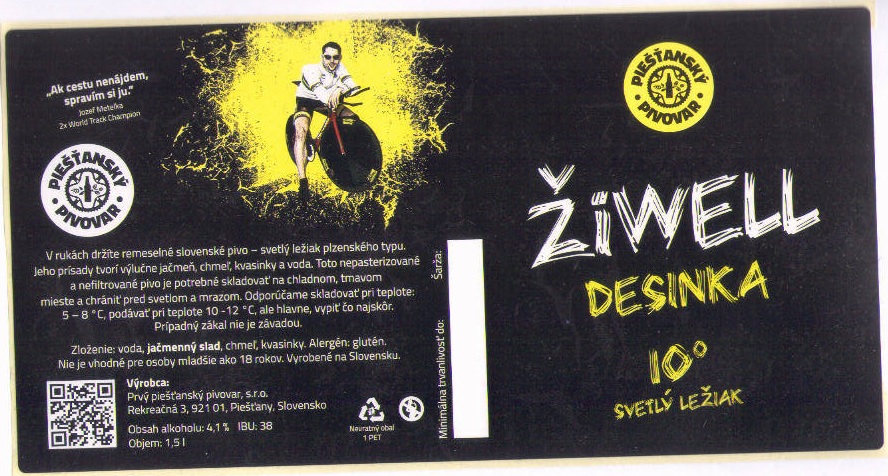 „Ak cestu nenájdem,
spravím si ju."
Jozef Metelka
2x World Track Champion
PIEŠŤANSKÝ
PIVOVAR
V rukách držíte remeselné slovenské pivo – svetlý ležiak plzenského typu.
Jeho prísady tvorí výlučne jačmeň, chmeľ, kvasinky a voda. Toto nepasterizované
a nefiltrované pivo je potrebné skladovať na chladnom, tmavom
mieste a chrániť pred svetlom a mrazom. Odporúčame skladovať pri teplote:
5 – 8 °C, podávať pri teplote 10 -12 °C, ale hlavne, vypiť čo najskôr.
Prípadný zákal nie je závadou.
Zloženie: voda, jačmenný slad, chmeľ, kvasinky. Alergén: glutén.
Nie je vhodné pre osoby mladšie ako 18 rokov. Vyrobené na Slovensku.
Výrobca:
Prvý piešťanský pivovar, s.r.o.
Rekreačná 3, 921 01, Piešťany, Slovensko
Obsah alkoholu: 4,1 % IBU: 38
Objem: 1,5 l
Nevratný obal
1 PET
Minimálna trvanlivosť do:
Šarža:
PIEŠŤANSKÝ
PIVOVAR
ŽiWELL
DESINKA
10°
SVETLÝ LEŽIAK